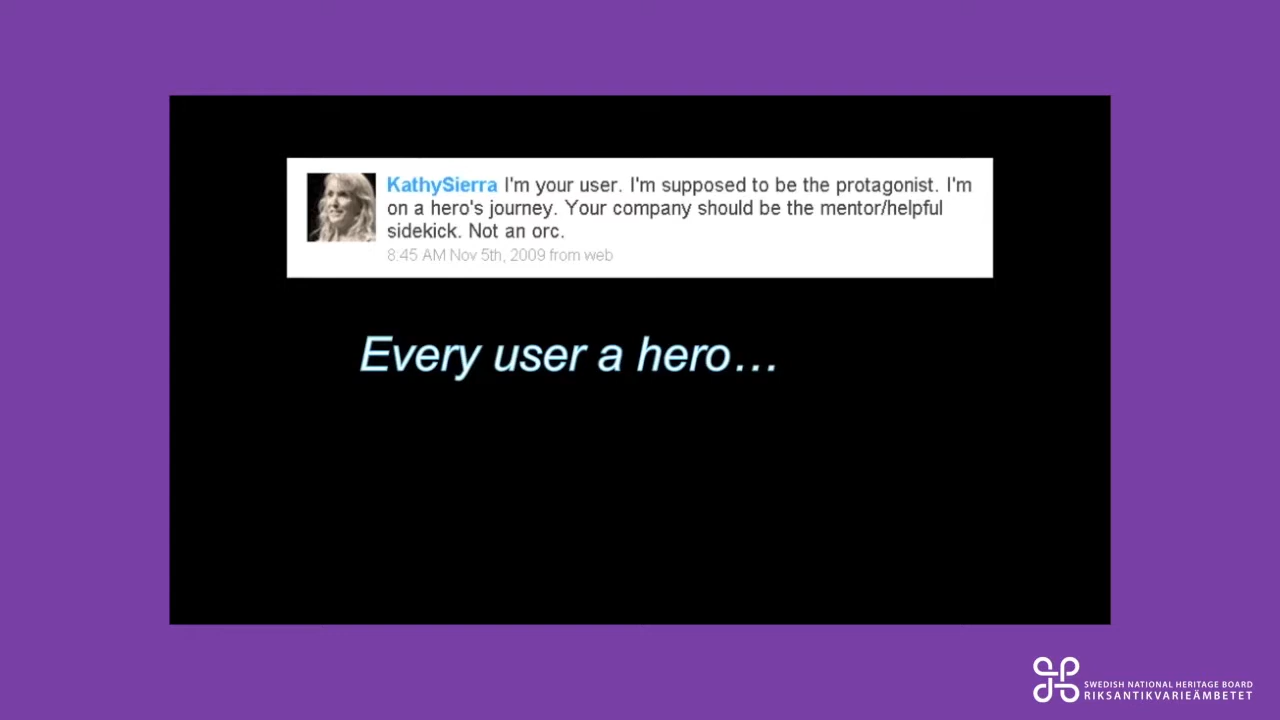 KathySierra I'm your user. I'm supposed to be the protagonist. I'm
on a hero's journey. Your company should be the mentor/helpful
sidekick. Not an orc.
8:45 AM Nov 5th, 2009 from web
Every user a hero…
SWEDISH NATIONAL HERITAGE BOARD
RIKSANTIKVARIEÄMBETET